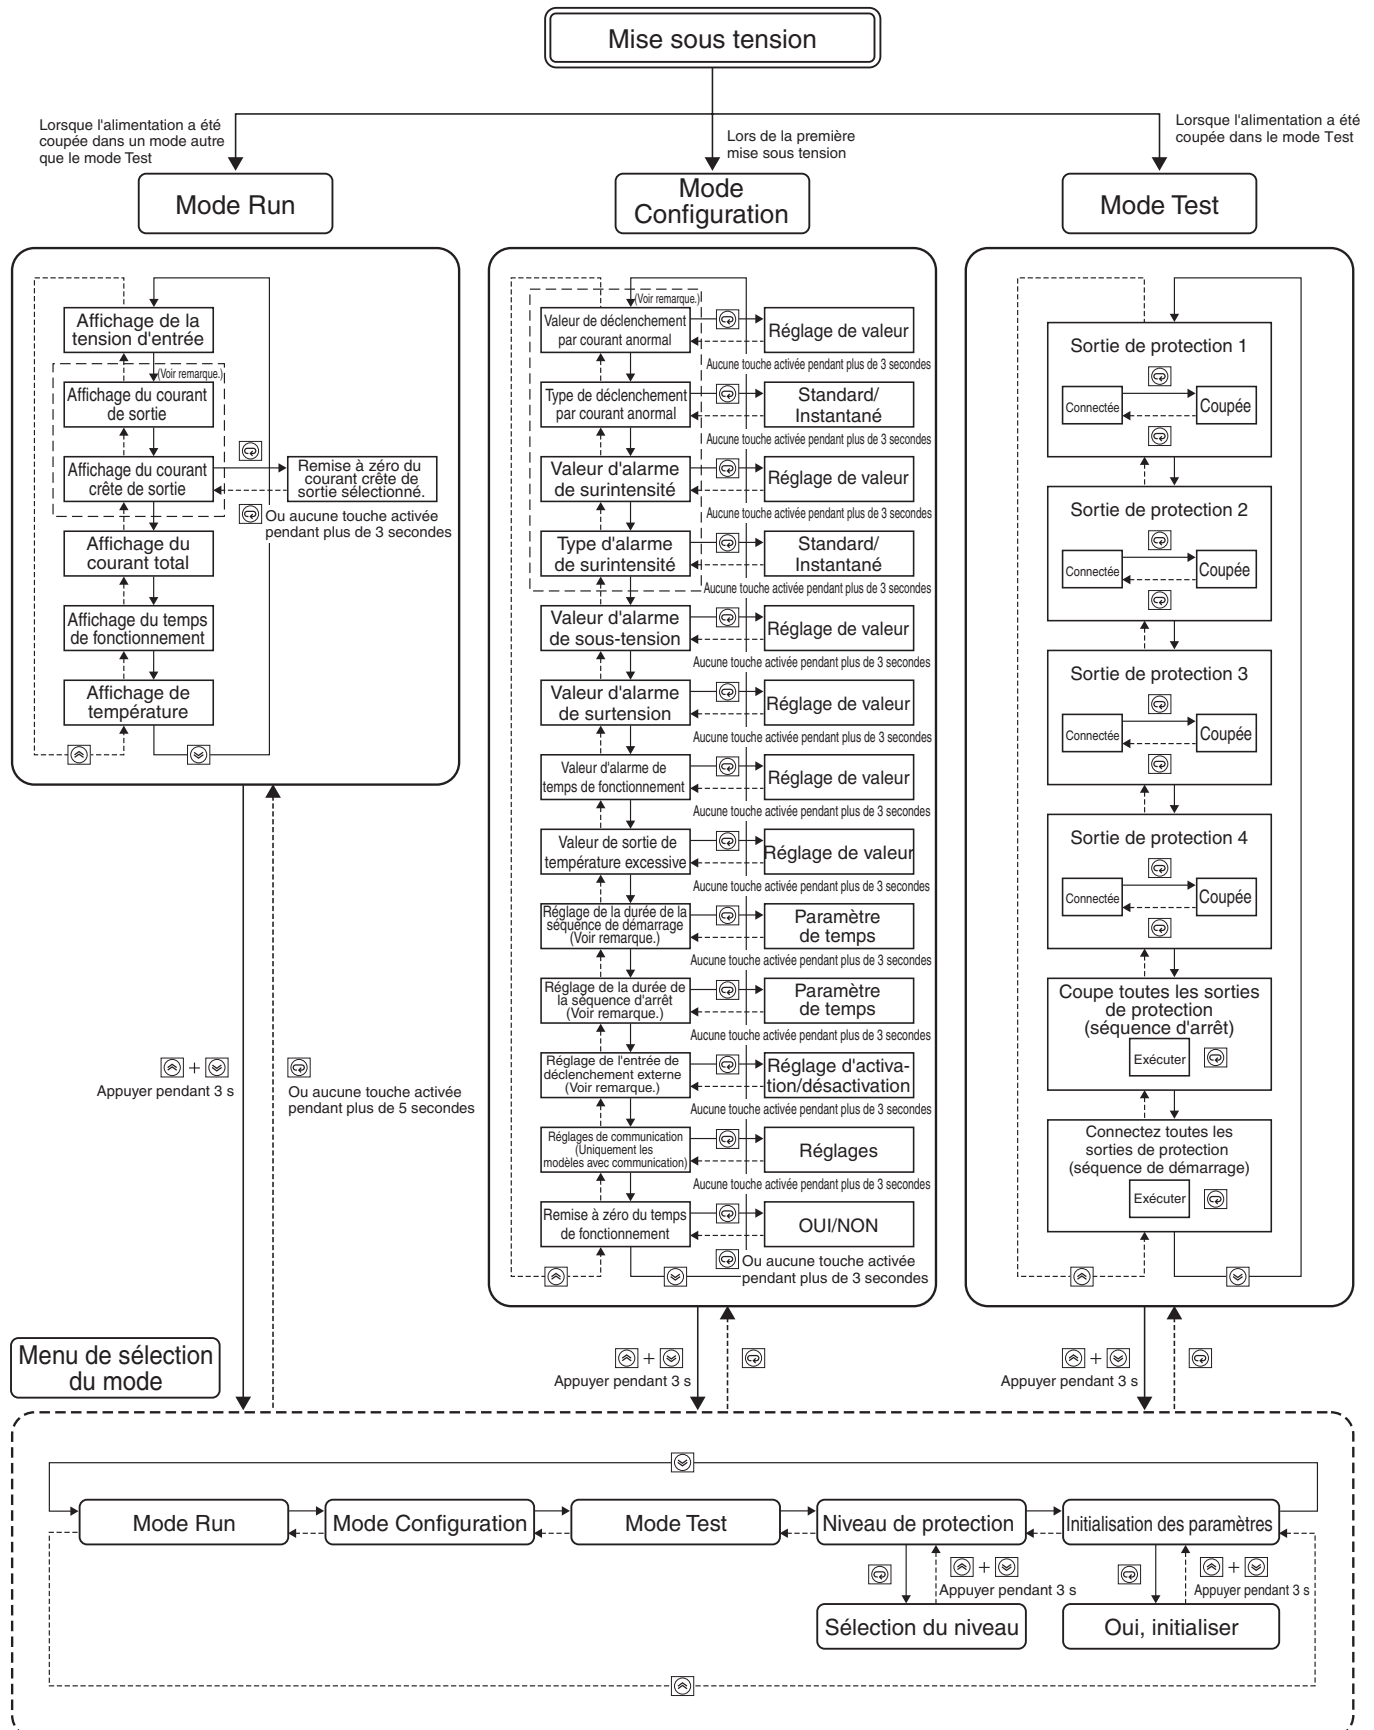 Mise sous tension
Lorsque l'alimentation a été
coupée dans un mode autre
que le mode Test
Lors de la première
mise sous tension
Lorsque l'alimentation a été
coupée dans le mode Test
Mode Run
Mode
Configuration
Mode Test
Affichage de la
tension d'entrée
(Voir remarque.)
Affichage du courant
de sortie
Affichage du courant
crête de sortie
Remise à zéro du
courant crête de
sortie sélectionné.
Ou aucune touche activée
pendant plus de 3 secondes
Affichage du
courant total
Affichage du temps
de fonctionnement
Affichage de
température
(Voir remarque.)
Valeur de déclenchement
par courant anormal
Réglage de valeur
Aucune touche activée pendant plus de 3 secondes
Type de déclenchement
par courant anormal
Standard/
Instantané
Aucune touche activée pendant plus de 3 secondes
Valeur d'alarme
de surintensité
Réglage de valeur
Aucune touche activée pendant plus de 3 secondes
Type d'alarme
de surintensité
Standard/
Instantané
Aucune touche activée pendant plus de 3 secondes
Valeur d'alarme
de sous-tension
Réglage de valeur
Aucune touche activée pendant plus de 3 secondes
Valeur d'alarme
de surtension
Réglage de valeur
Aucune touche activée pendant plus de 3 secondes
Valeur d'alarme de
temps de fonctionnement
Réglage de valeur
Aucune touche activée pendant plus de 3 secondes
Valeur de sortie de
température excessive
Réglage de valeur
Aucune touche activée pendant plus de 3 secondes
Réglage de la durée de la
séquence de démarrage
(Voir remarque.)
Paramètre
de temps
Aucune touche activée pendant plus de 3 secondes
Réglage de la durée de
la séquence d'arrêt
(Voir remarque.)
Paramètre
de temps
Aucune touche activée pendant plus de 3 secondes
Réglage de l'entrée de
déclenchement externe
(Voir remarque.)
Réglage d'activa-
tion/désactivation
Aucune touche activée pendant plus de 3 secondes
Réglages de communication
(Uniquement les
modèles avec communication)
Réglages
Aucune touche activée pendant plus de 3 secondes
Remise à zéro du temps
de fonctionnement
OUI/NON
Ou aucune touche activée
pendant plus de 3 secondes
Sortie de protection 1
Connectée
Coupée
Sortie de protection 2
Connectée
Coupée
Sortie de protection 3
Connectée
Coupée
Sortie de protection 4
Connectée
Coupée
Coupe toutes les sorties
de protection
(séquence d'arrêt)
Exécuter
Connectez toutes les
sorties de protection
(séquence de démarrage)
Exécuter
+
Appuyer pendant 3 s
Ou aucune touche activée
pendant plus de 5 secondes
+
Appuyer pendant 3 s
+
Appuyer pendant 3 s
Menu de sélection
du mode
Mode Run
Mode Configuration
Mode Test
Niveau de protection
Initialisation des paramètres
+
Appuyer pendant 3 s
+
Appuyer pendant 3 s
Sélection du niveau
Oui, initialiser